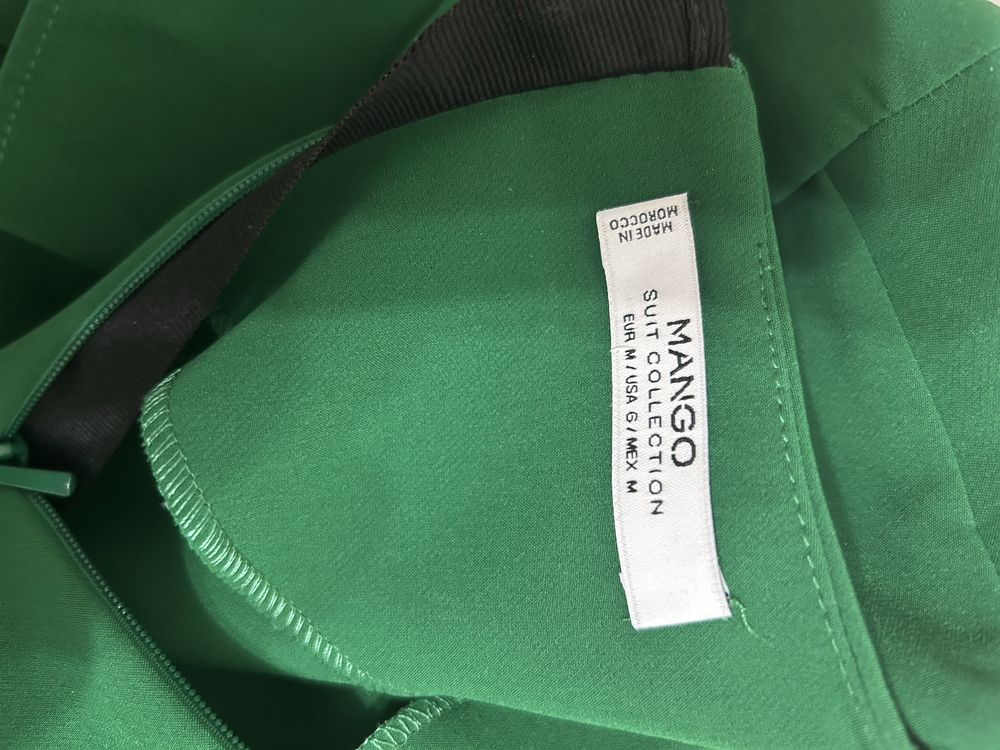 MANGO
SUIT COLLECTION
EUR M / USA 6 / MEX M
MADE IN
MOROCCO